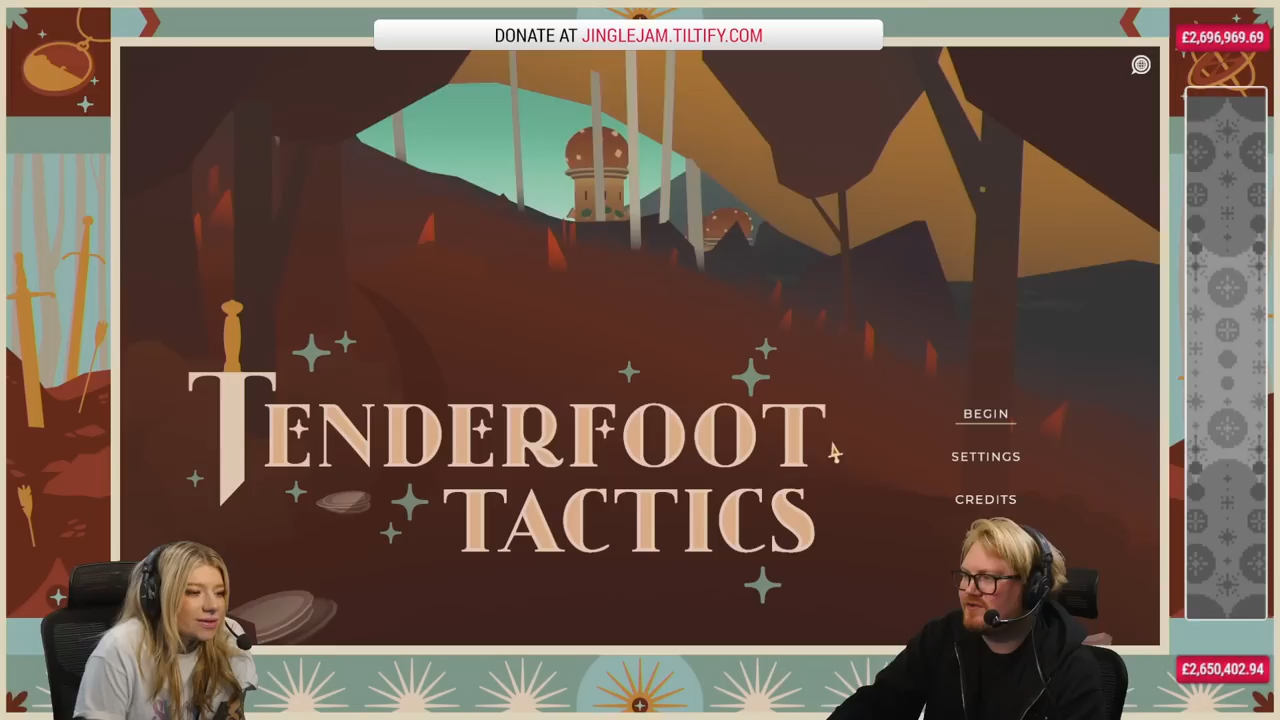 DONATE AT JINGLEJAM.TILTIFY.COM
£2,696,969.69
TENDERFOOT
TACTICS
BEGIN
SETTINGS
CREDITS
£2,650,402.94